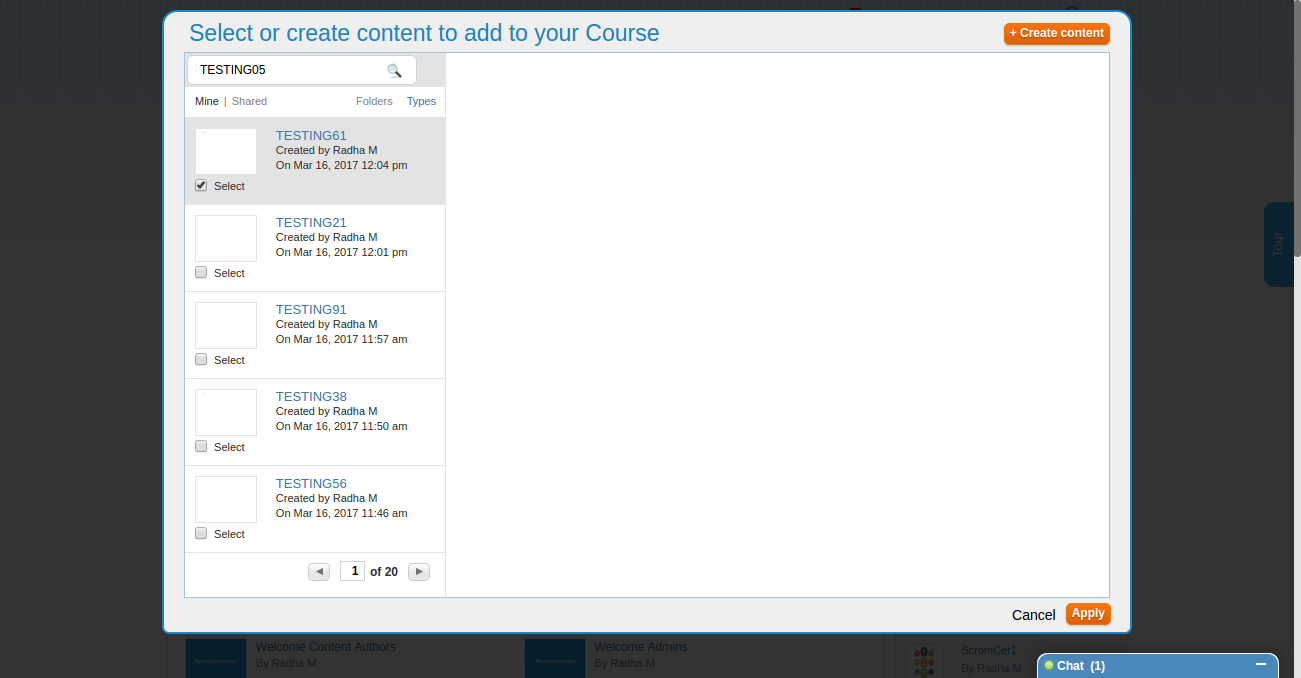 Select or create content to add to your Course
+ Create content
TESTING05
Mine | Shared
Folders
Types
TESTING61
Created by Radha M
On Mar 16, 2017 12:04 pm
Select
TESTING21
Created by Radha M
On Mar 16, 2017 12:01 pm
Select
TESTING91
Created by Radha M
On Mar 16, 2017 11:57 am
Select
TESTING38
Created by Radha M
On Mar 16, 2017 11:50 am
Select
TESTING56
Created by Radha M
On Mar 16, 2017 11:46 am
Select
1 of 20
Cancel
Apply
Tour
Welcome Content Authors
By Radha M
Welcome Admins
By Radha M
ScromCer1
By Radha M
Chat (1)